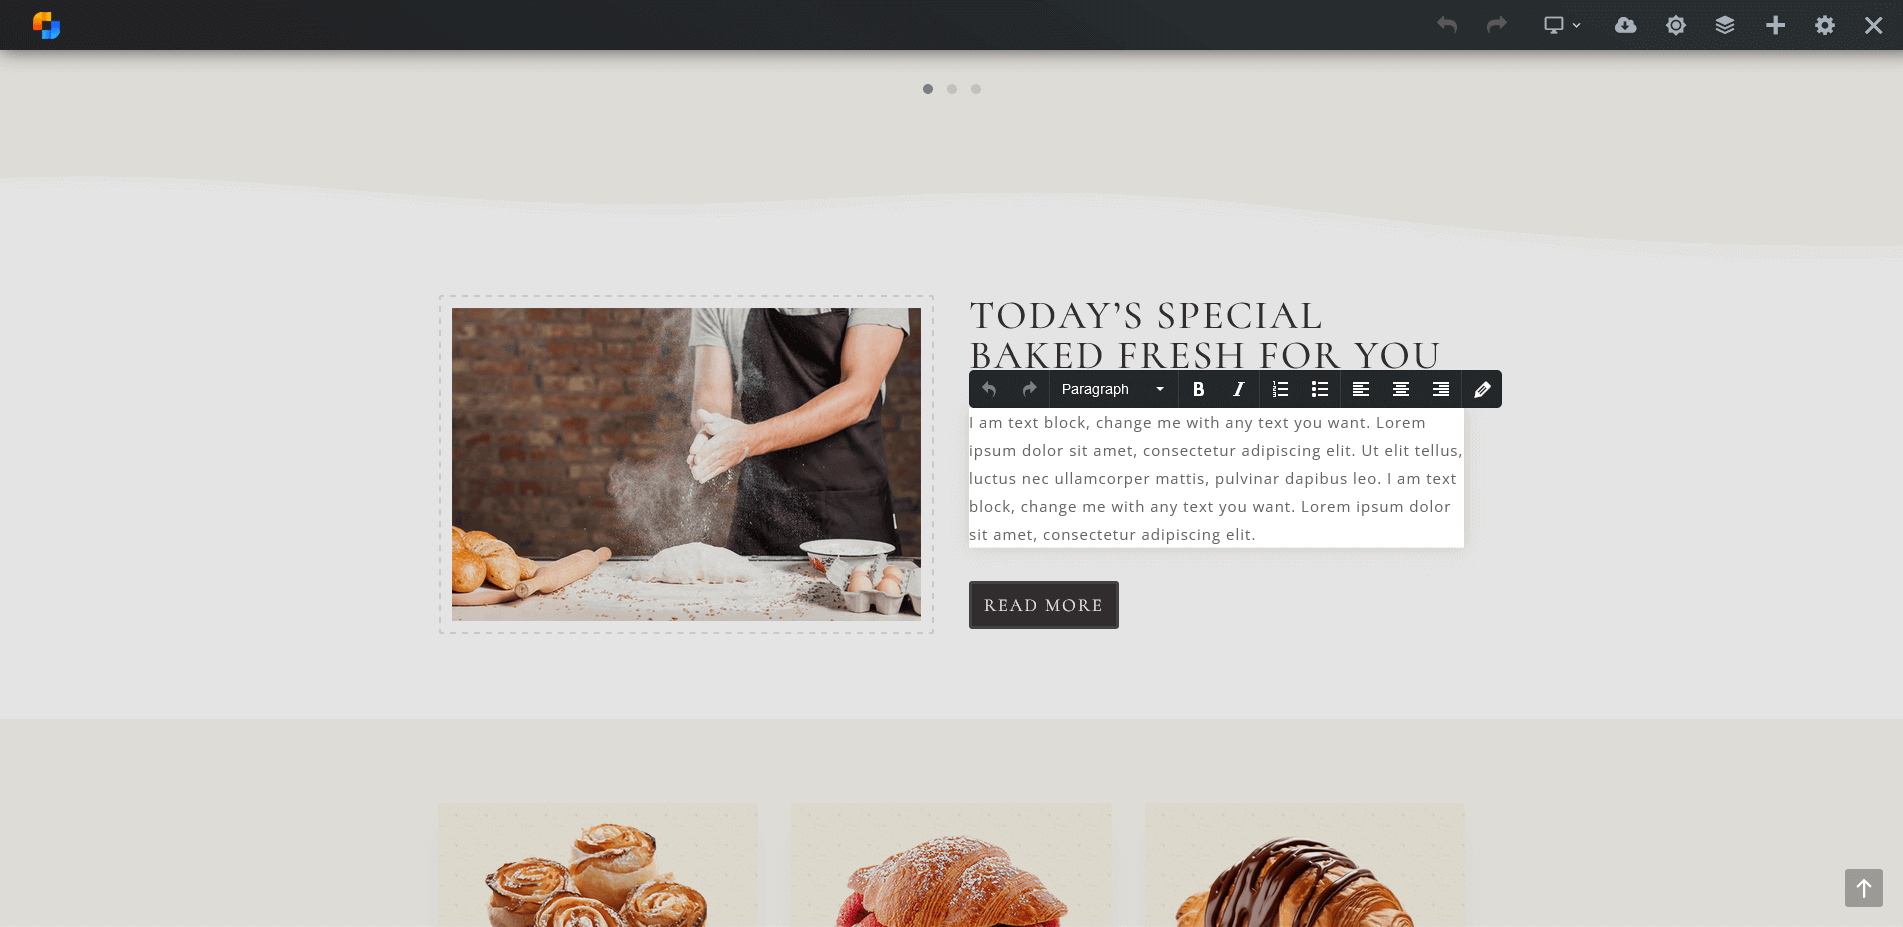 TODAY’S SPECIAL
BAKED FRESH FOR YOU
Paragraph
B I
I am text block, change me with any text you want. Lorem
ipsum dolor sit amet, consectetur adipiscing elit. Ut elit tellus,
luctus nec ullamcorper mattis, pulvinar dapibus leo. I am text
block, change me with any text you want. Lorem ipsum dolor
sit amet, consectetur adipiscing elit.
READ MORE